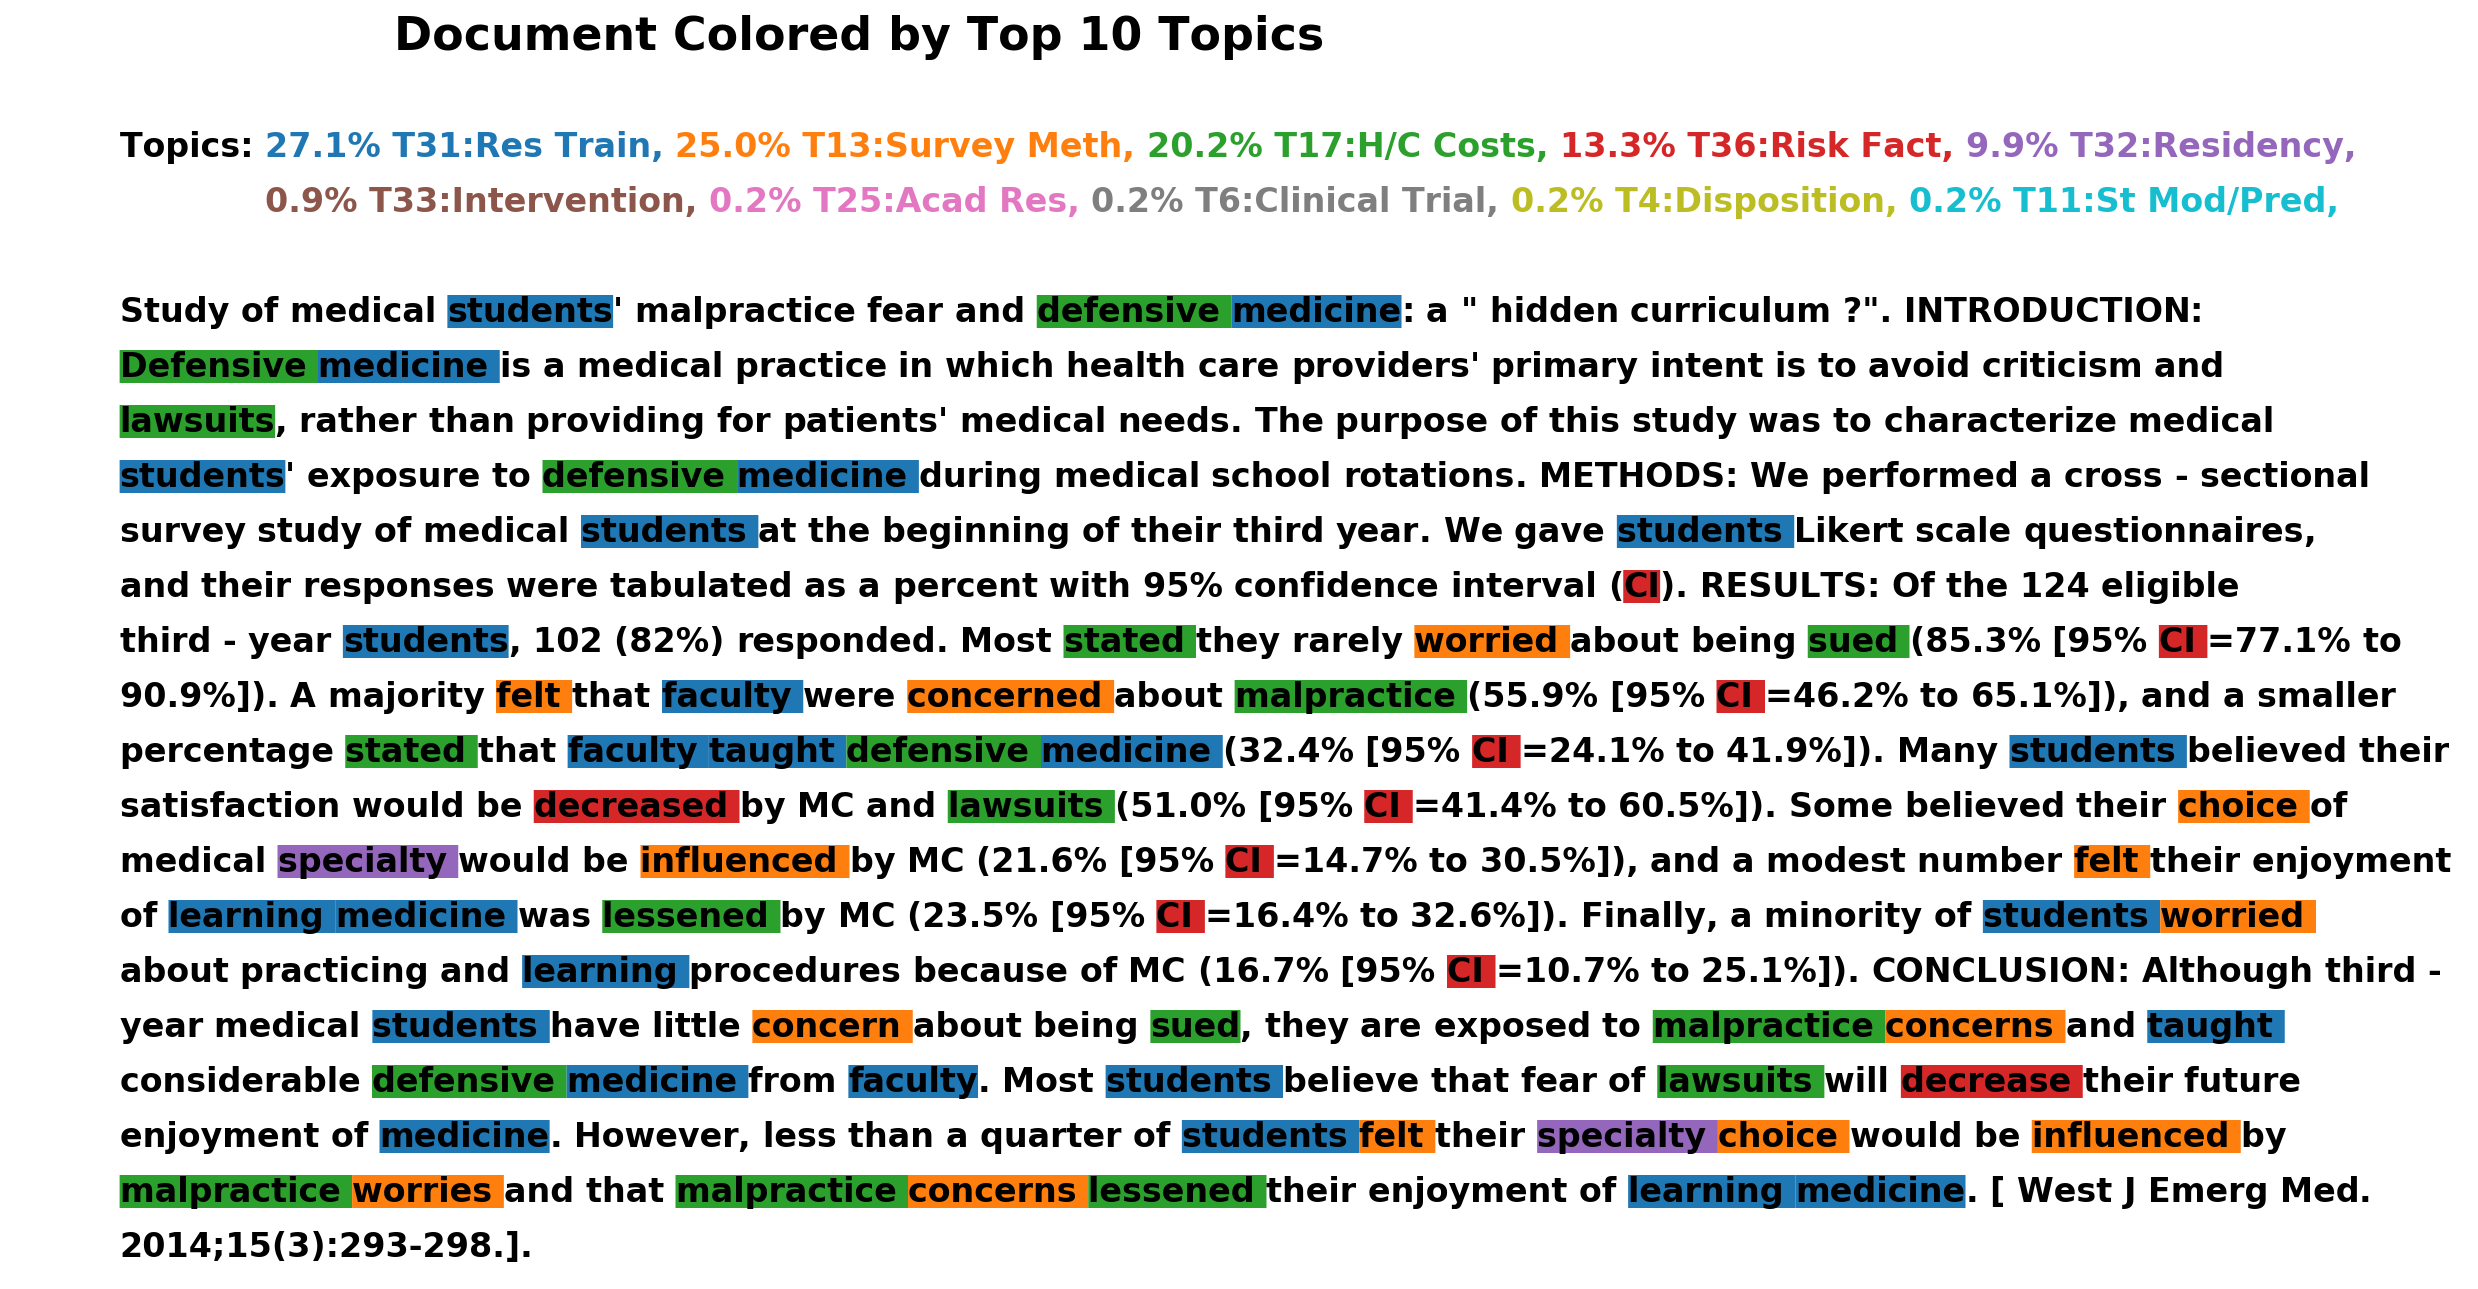 Document Colored by Top 10 Topics
Topics: 27.1% T31:Res Train, 25.0% T13:Survey Meth, 20.2% T17:H/C Costs, 13.3% T36:Risk Fact, 9.9% T32:Residency,
0.9% T33:Intervention, 0.2% T25:Acad Res, 0.2% T6:Clinical Trial, 0.2% T4:Disposition, 0.2% T11:St Mod/Pred,
Study of medical students' malpractice fear and defensive medicine: a " hidden curriculum ?". INTRODUCTION:
Defensive medicine is a medical practice in which health care providers' primary intent is to avoid criticism and
lawsuits, rather than providing for patients' medical needs. The purpose of this study was to characterize medical
students' exposure to defensive medicine during medical school rotations. METHODS: We performed a cross - sectional
survey study of medical students at the beginning of their third year. We gave students Likert scale questionnaires,
and their responses were tabulated as a percent with 95% confidence interval (CI). RESULTS: Of the 124 eligible
third - year students, 102 (82%) responded. Most stated they rarely worried about being sued (85.3% [95% CI =77.1% to
90.9%]). A majority felt that faculty were concerned about malpractice (55.9% [95% CI =46.2% to 65.1%]), and a smaller
percentage stated that faculty taught defensive medicine (32.4% [95% CI =24.1% to 41.9%]). Many students believed their
satisfaction would be decreased by MC and lawsuits (51.0% [95% CI =41.4% to 60.5%]). Some believed their choice of
medical specialty would be influenced by MC (21.6% [95% CI =14.7% to 30.5%]), and a modest number felt their enjoyment
of learning medicine was lessened by MC (23.5% [95% CI =16.4% to 32.6%]). Finally, a minority of students worried
about practicing and learning procedures because of MC (16.7% [95% CI =10.7% to 25.1%]). CONCLUSION: Although third -
year medical students have little concern about being sued, they are exposed to malpractice concerns and taught
considerable defensive medicine from faculty. Most students believe that fear of lawsuits will decrease their future
enjoyment of medicine. However, less than a quarter of students felt their specialty choice would be influenced by
malpractice worries and that malpractice concerns lessened their enjoyment of learning medicine. [ West J Emerg Med.
2014;15(3):293-298.].